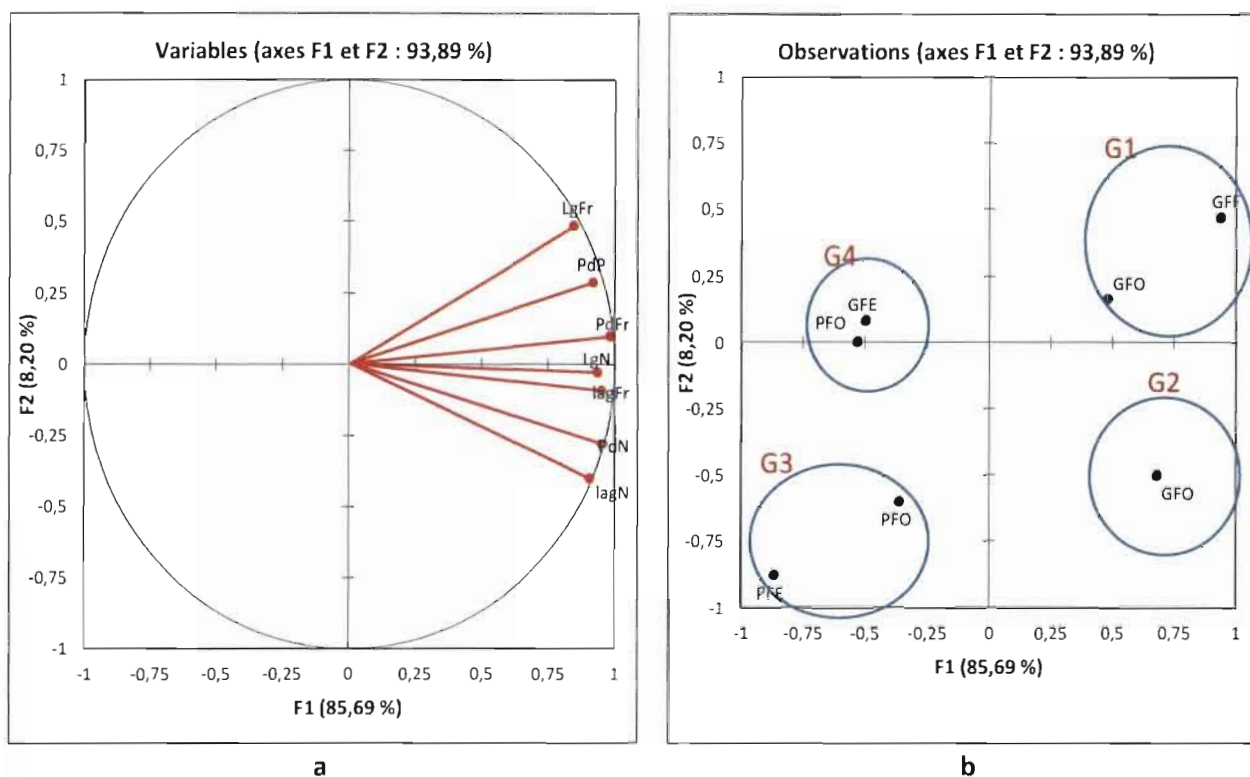 Variables (axes F1 et F2 : 93,89 %)
1
0,75
0,5
0,25
0
-0,25
-0,5
-0,75
-1
F2 (8,20 %)
LgFr
PdP
PdFr
LgN
lagFr
PdN
lagN
-1 -0,75 -0,5 -0,25 0 0,25 0,5 0,75 1
F1 (85,69 %)
a
Observations (axes F1 et F2 : 93,89 %)
1
0,75
0,5
0,25
0
-0,25
-0,5
-0,75
-1
F2 (8,20 %)
G1
GFF
GFO
G4
GFE
PFO
G2
GFO
G3
PFO
-1 -0,75 -0,5 -0,25 0 0,25 0,5 0,75 1
F1 (85,69 %)
b